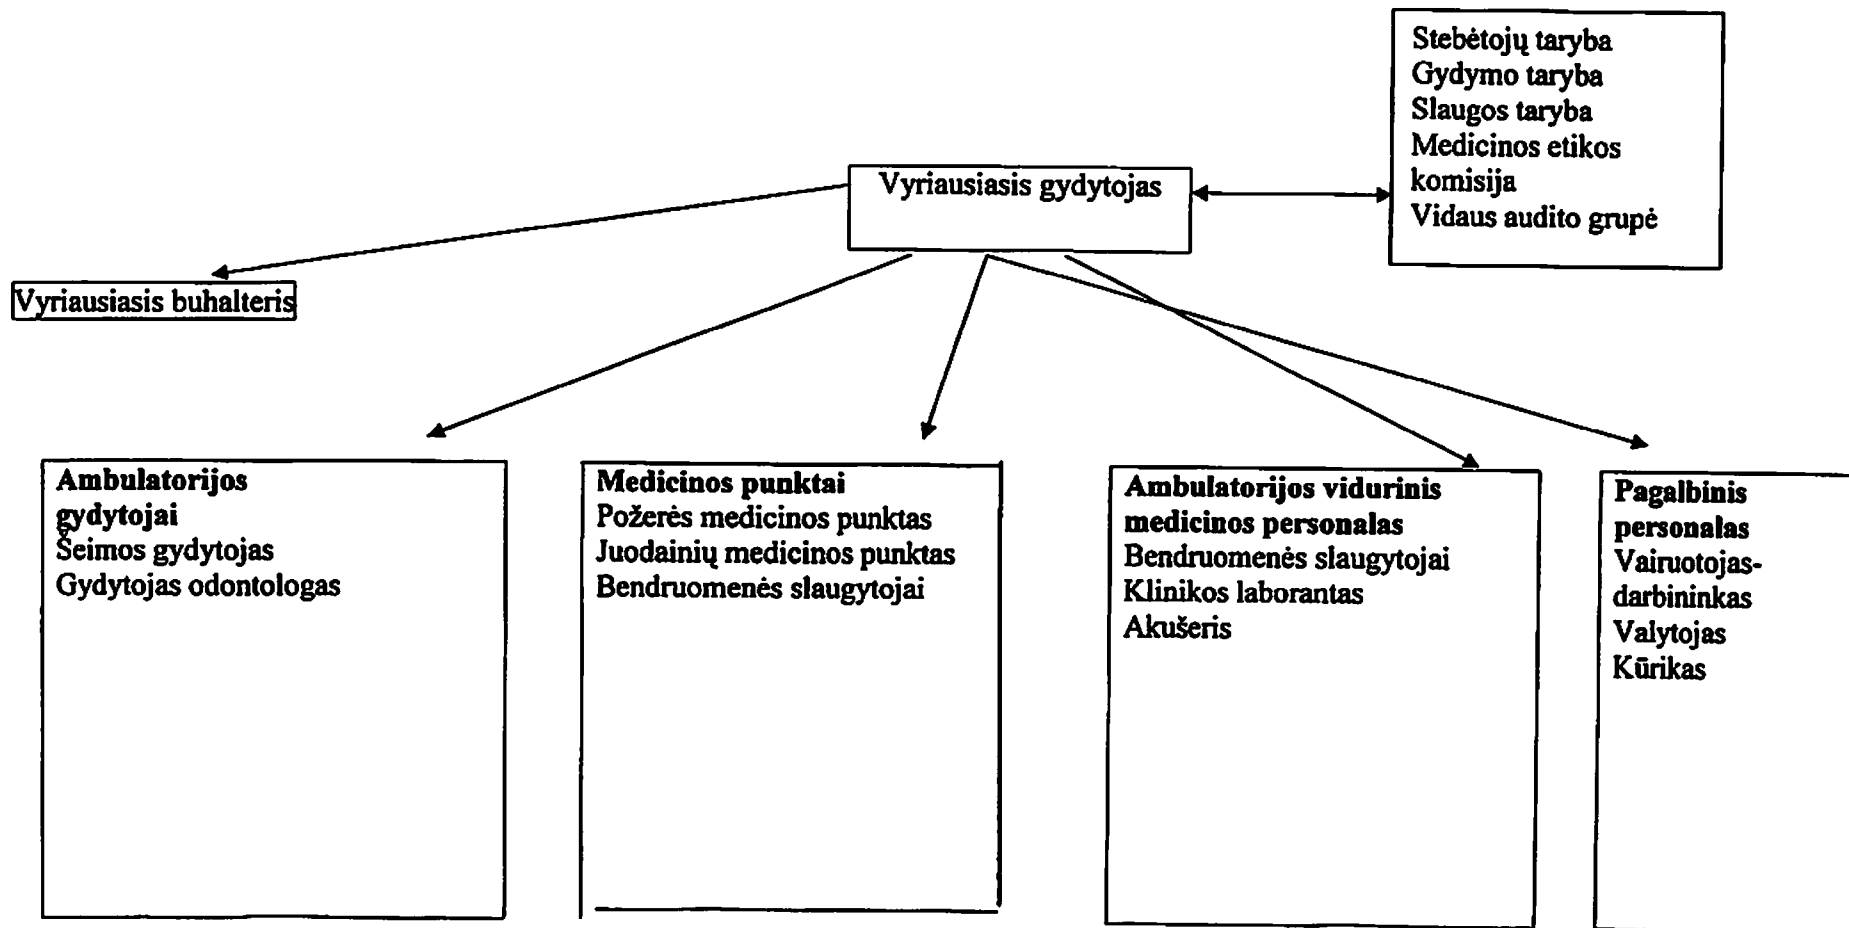 Stebėtojų taryba
Gydymo taryba
Slaugos taryba
Medicinos etikos
komisija
Vidaus audito grupė
Vyriausiasis gydytojas
Vyriausiasis buhalteris
Ambulatorijos
gydytojai
Šeimos gydytojas
Gydytojas odontologas
Medicinos punktai
Požerės medicinos punktas
Juodainių medicinos punktas
Bendruomenės slaugytojai
Ambulatorijos vidurinis
medicinos personalas
Bendruomenės slaugytojai
Klinikos laborantas
Akušeris
Pagalbinis
personalas
Vairuotojas-
darbininkas
Valytojas
Kūrikas